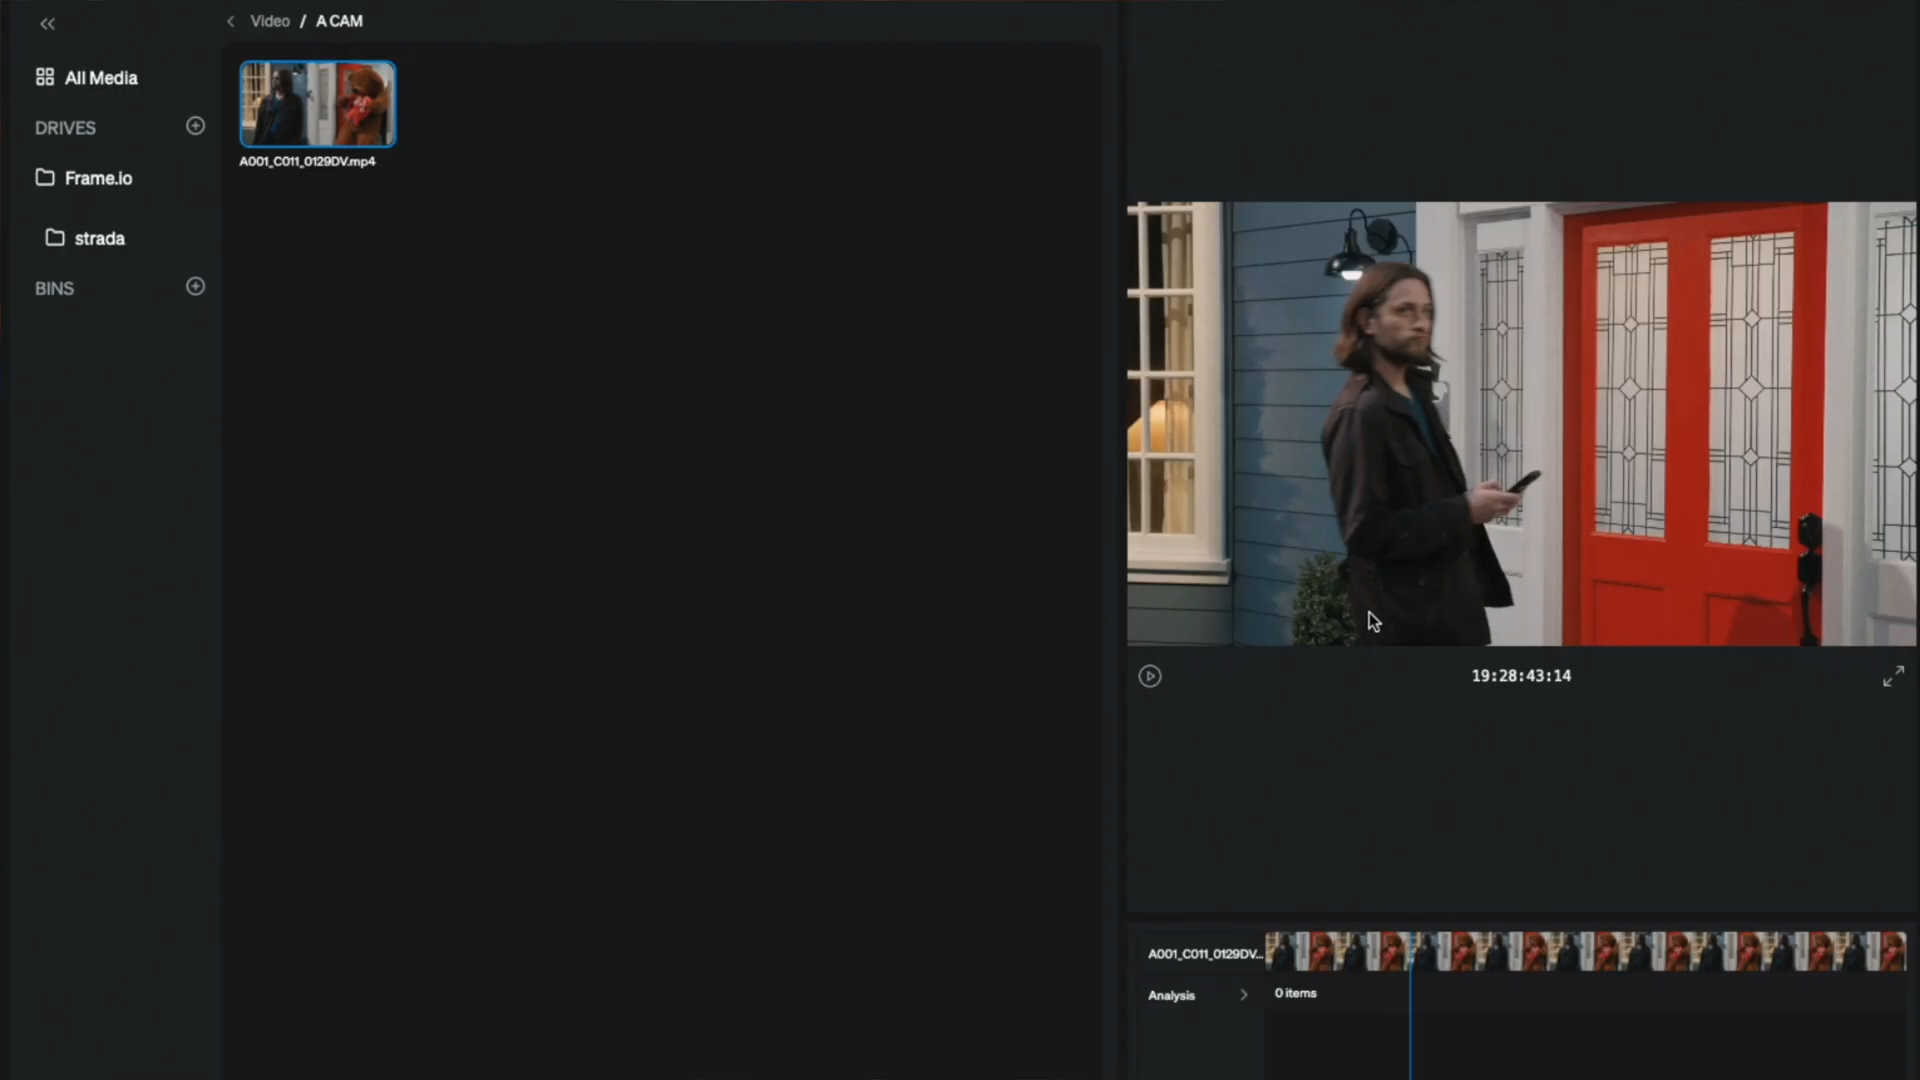 Video / A CAM
All Media
DRIVES
Frame.io
strada
BINS
A001_C011_0129DV.mp4
19:28:43:14
A001_C011_0129DV...
Analysis
0 items